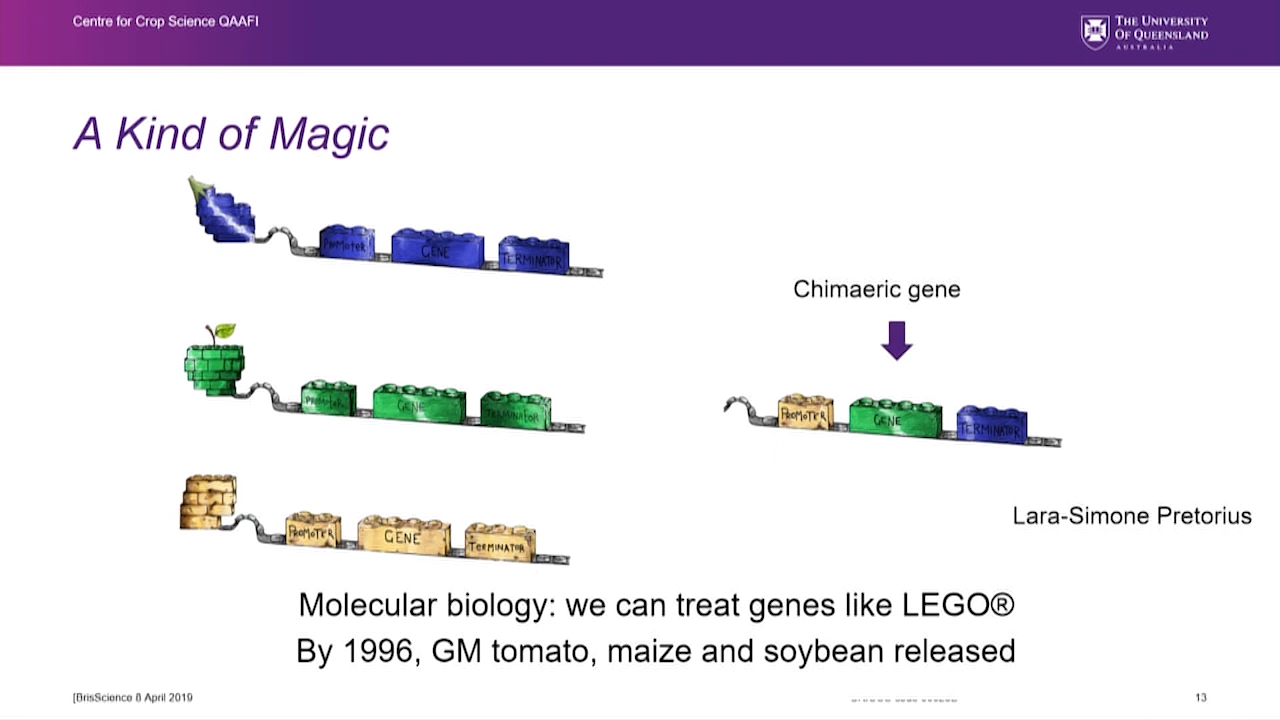 Centre for Crop Science QAAFI
THE UNIVERSITY
OF QUEENSLAND
AUSTRALIA
A Kind of Magic
PROMOTER
GENE
TERMINATOR
Chimaeric gene
PROMOTER
GENE
TERMINATOR
PROMOTER
GENE
TERMINATOR
Lara-Simone Pretorius
PROMOTER
GENE
TERMINATOR
Molecular biology: we can treat genes like LEGO®
By 1996, GM tomato, maize and soybean released
[BrisScience 8 April 2019
13